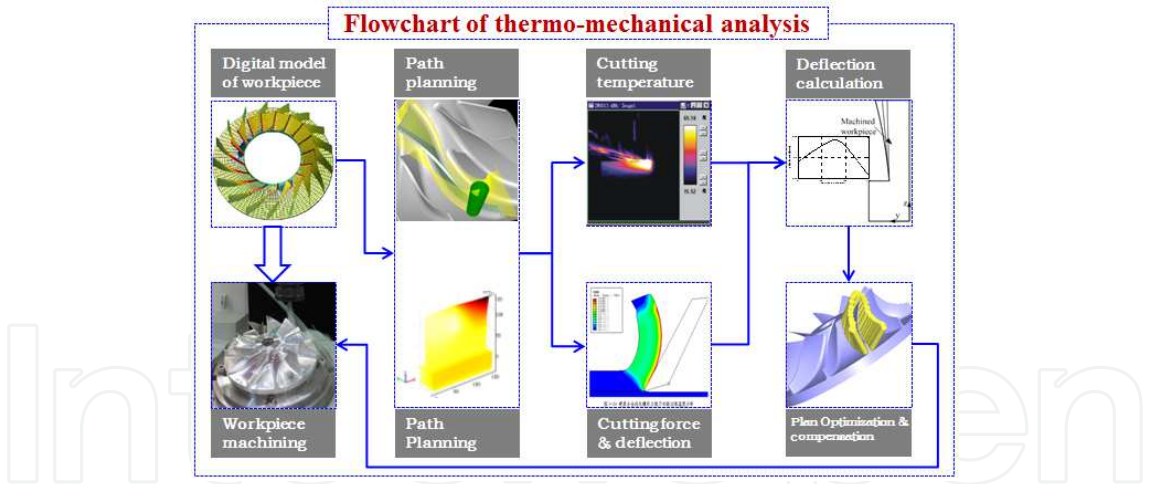 Flowchart of thermo-mechanical analysis
Digital model
of workpiece
Path
planning
Cutting
temperature
Deflection
calculation
Machined
workpiece
z
y
Workpiece
machining
Path
Planning
Cutting force
& deflection
Plan Optimization &
compensation